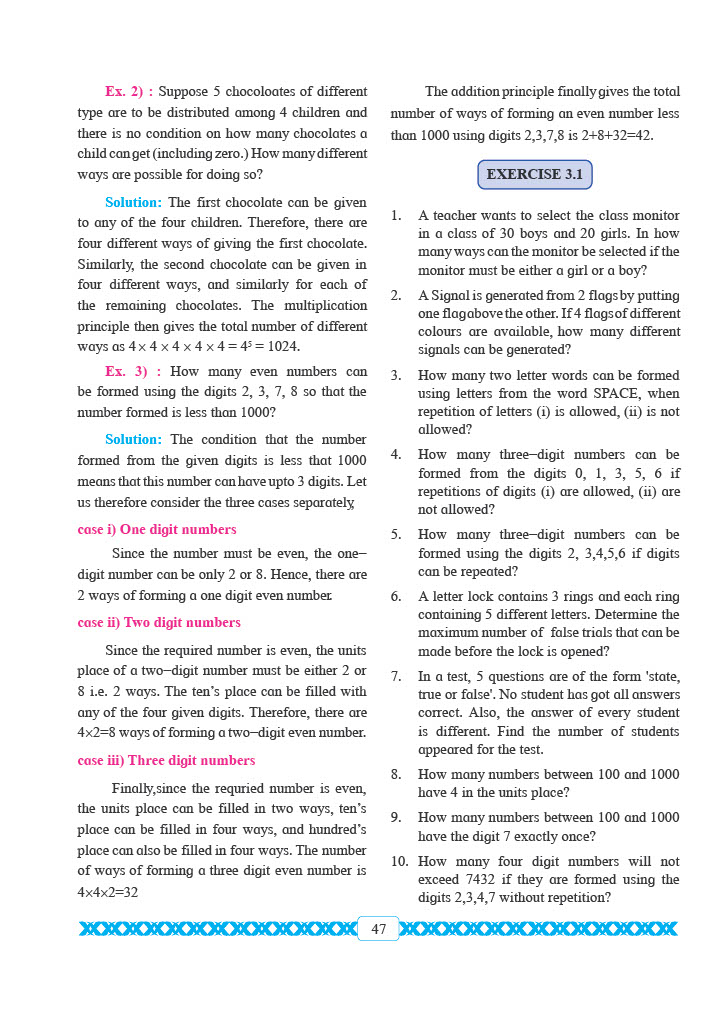 Ex. 2) : Suppose 5 chocoloates of different
type are to be distributed among 4 children and
there is no condition on how many chocolates a
child can get (including zero.) How many different
ways are possible for doing so?
Solution: The first chocolate can be given
to any of the four children. Therefore, there are
four different ways of giving the first chocolate.
Similarly, the second chocolate can be given in
four different ways, and similarly for each of
the remaining chocolates. The multiplication
principle then gives the total number of different
ways as 4 × 4 × 4 × 4 × 4 = 4⁵ = 1024.
Ex. 3) : How many even numbers can
be formed using the digits 2, 3, 7, 8 so that the
number formed is less than 1000?
Solution: The condition that the number
formed from the given digits is less that 1000
means that this number can have upto 3 digits. Let
us therefore consider the three cases separately,
case i) One digit numbers
Since the number must be even, the one–
digit number can be only 2 or 8. Hence, there are
2 ways of forming a one digit even number.
case ii) Two digit numbers
Since the required number is even, the units
place of a two–digit number must be either 2 or
8 i.e. 2 ways. The ten's place can be filled with
any of the four given digits. Therefore, there are
4×2=8 ways of forming a two–digit even number.
case iii) Three digit numbers
Finally,since the requried number is even,
the units place can be filled in two ways, ten's
place can be filled in four ways, and hundred's
place can also be filled in four ways. The number
of ways of forming a three digit even number is
4×4×2=32
The addition principle finally gives the total
number of ways of forming an even number less
than 1000 using digits 2,3,7,8 is 2+8+32=42.
EXERCISE 3.1
1. A teacher wants to select the class monitor
in a class of 30 boys and 20 girls. In how
many ways can the monitor be selected if the
monitor must be either a girl or a boy?
2. A Signal is generated from 2 flags by putting
one flag above the other. If 4 flags of different
colours are available, how many different
signals can be generated?
3. How many two letter words can be formed
using letters from the word SPACE, when
repetition of letters (i) is allowed, (ii) is not
allowed?
4. How many three–digit numbers can be
formed from the digits 0, 1, 3, 5, 6 if
repetitions of digits (i) are allowed, (ii) are
not allowed?
5. How many three–digit numbers can be
formed using the digits 2, 3,4,5,6 if digits
can be repeated?
6. A letter lock contains 3 rings and each ring
containing 5 different letters. Determine the
maximum number of false trials that can be
made before the lock is opened?
7. In a test, 5 questions are of the form 'state,
true or false'. No student has got all answers
correct. Also, the answer of every student
is different. Find the number of students
appeared for the test.
8. How many numbers between 100 and 1000
have 4 in the units place?
9. How many numbers between 100 and 1000
have the digit 7 exactly once?
10. How many four digit numbers will not
exceed 7432 if they are formed using the
digits 2,3,4,7 without repetition?
47